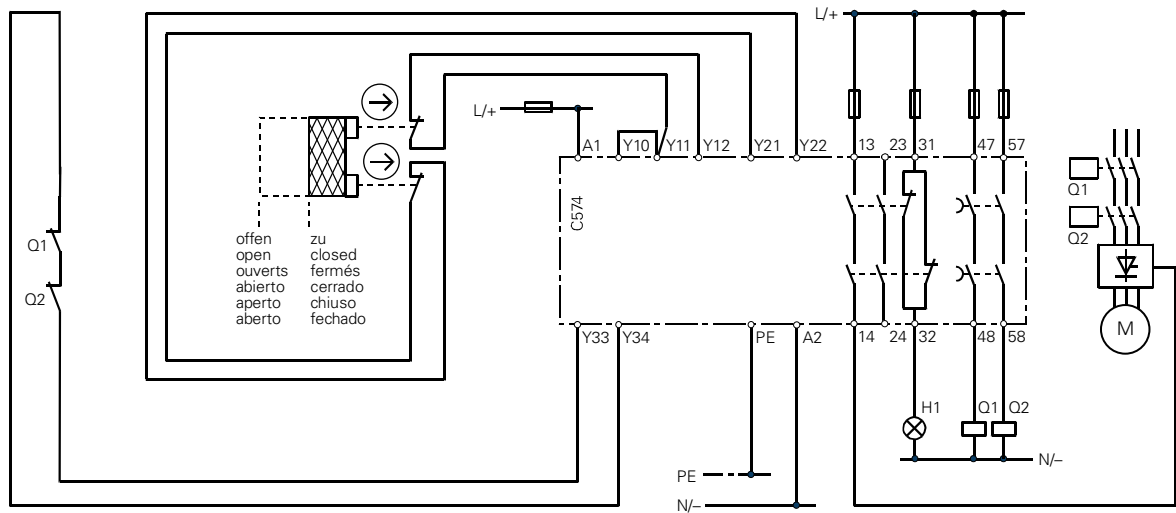 L/+
L/+
A1 Y10 Y11 Y12 Y21 Y22 13 23 31 47 57
C574
Q1
Q2
M
Q1
Q2
offen zu
open closed
ouverts fermés
abierto cerrado
aperto chiuso
aberto fechado
Y33 Y34 PE A2 14 24 32 48 58
H1 Q1 Q2
N/–
PE
N/–